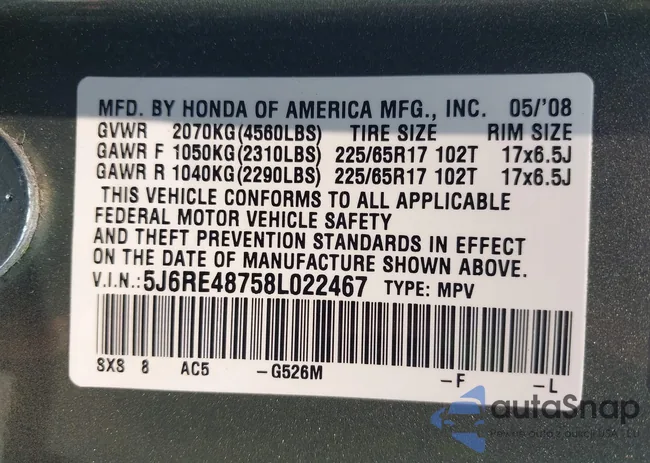 MFD. BY HONDA OF AMERICA MFG., INC. 05/'08
GVWR 2070KG(4560LBS) TIRE SIZE RIM SIZE
GAWR F 1050KG(2310LBS) 225/65R17 102T 17x6.5J
GAWR R 1040KG(2290LBS) 225/65R17 102T 17x6.5J
THIS VEHICLE CONFORMS TO ALL APPLICABLE
FEDERAL MOTOR VEHICLE SAFETY
AND THEFT PREVENTION STANDARDS IN EFFECT
ON THE DATE OF MANUFACTURE SHOWN ABOVE.
V.I.N.: 5J6RE48758L022467 TYPE: MPV
SXS 8 AC5 -G526M -F -L
autaSnap